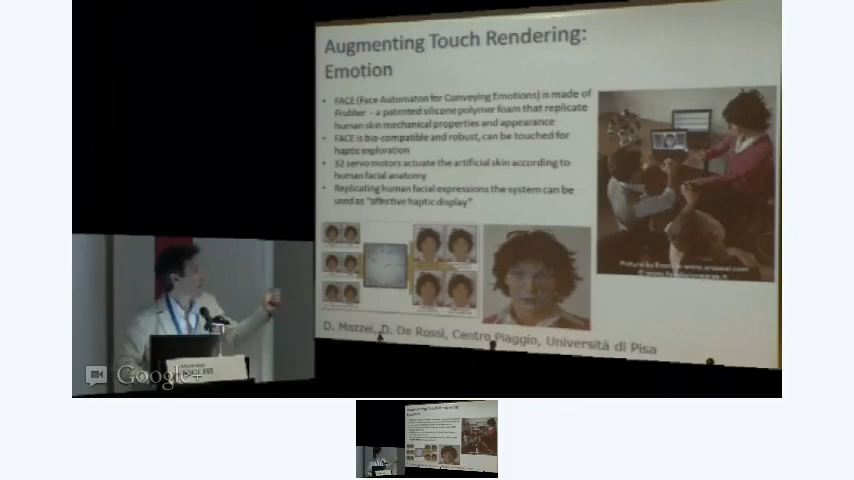 Augmenting Touch Rendering:
Emotion
• FACE (Face Automaton for Conveying Emotions) is made of
Frubber - a patented silicone polymer foam that replicate
human skin mechanical properties and appearance
• FACE is bio-compatible and robust, can be touched for
haptic exploration
• 32 servo motors actuate the artificial skin according to
human facial anatomy
• Replicating human facial expressions the system can be
used as "affective haptic display"
D. Mazzei, D. De Rossi, Centro Piaggio, Università di Pisa
Google+